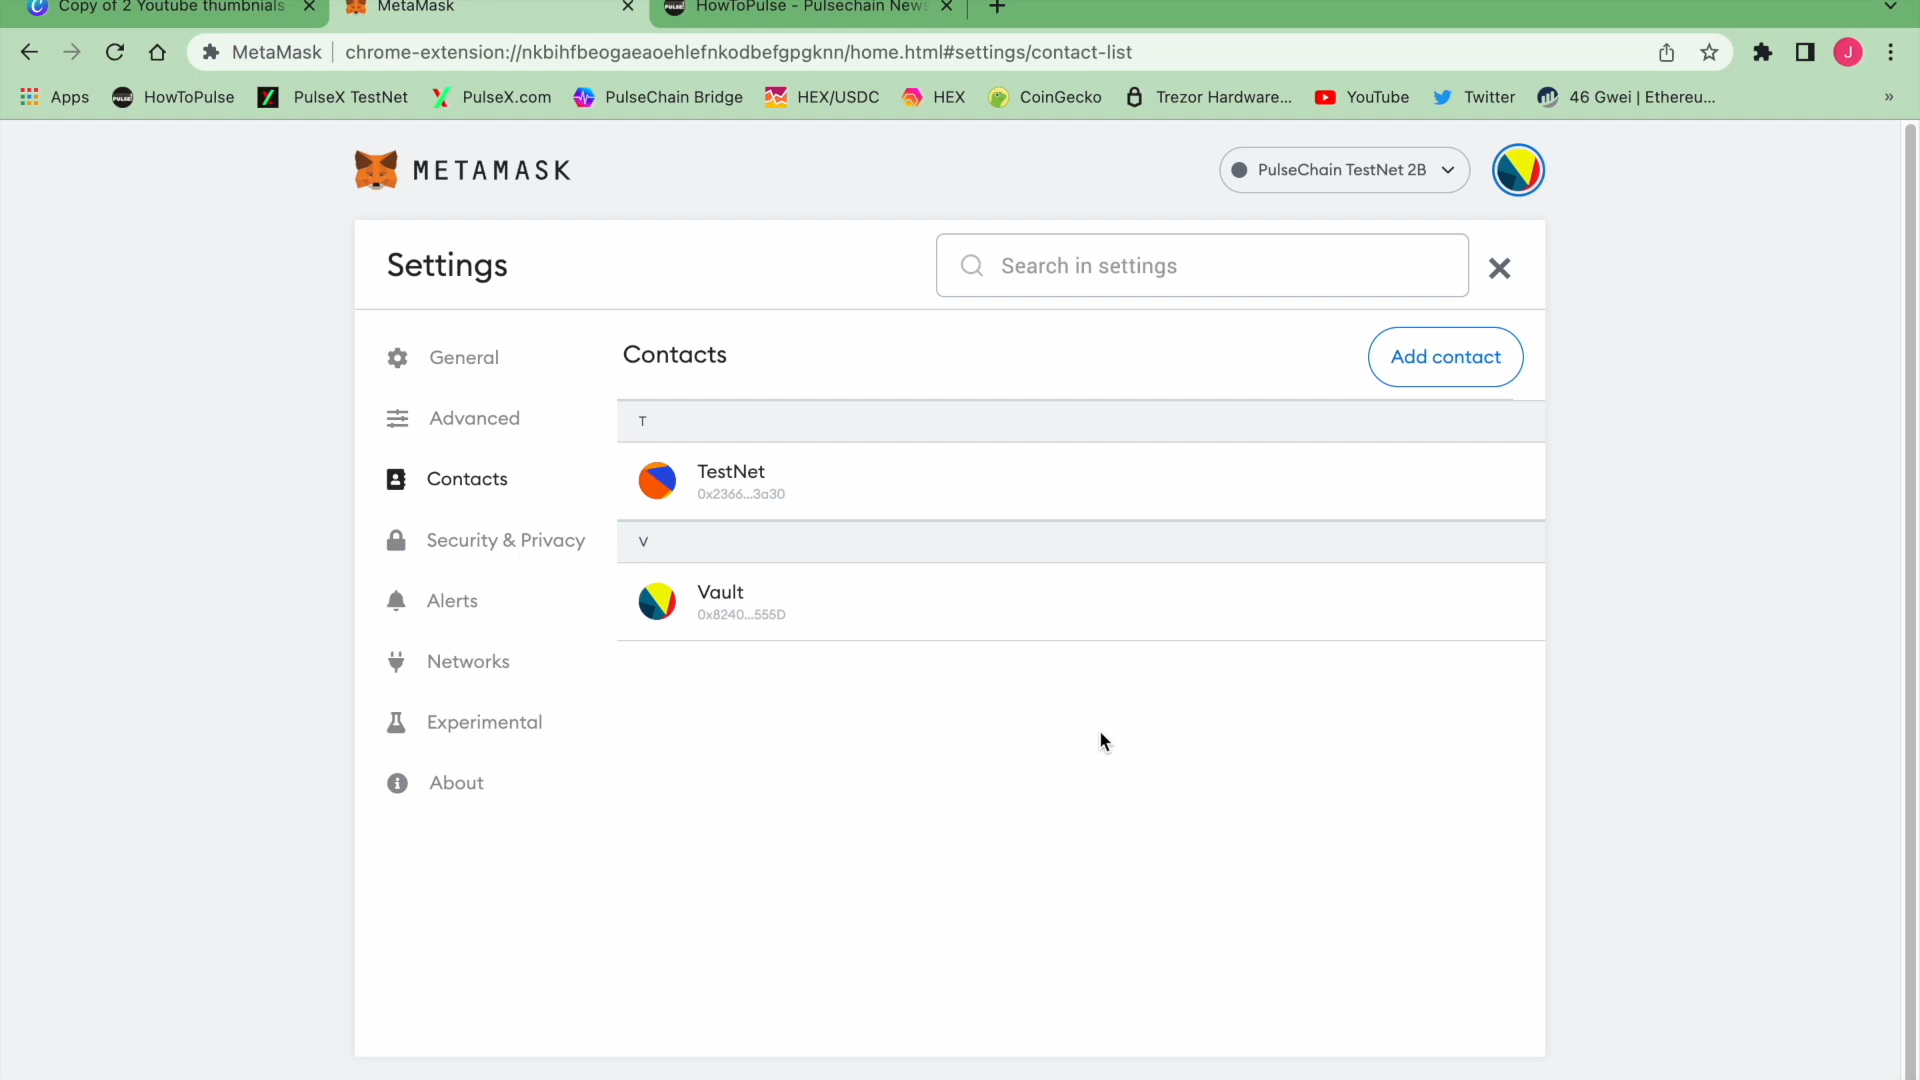 Copy of 2 Youtube thumbnials
MetaMask
HowToPulse - Pulsechain News
MetaMask
chrome-extension://nkbihfbeogaeaoehlefnkodbefgpgknn/home.html#settings/contact-list
J
Apps
HowToPulse
PulseX TestNet
PulseX.com
PulseChain Bridge
HEX/USDC
HEX
CoinGecko
Trezor Hardware...
YouTube
Twitter
46 Gwei | Ethereu...
METAMASK
PulseChain TestNet 2B
Settings
Search in settings
General
Advanced
Contacts
Security & Privacy
Alerts
Networks
Experimental
About
Contacts
Add contact
T
TestNet
0x2366...3a30
V
Vault
0x8240...555D